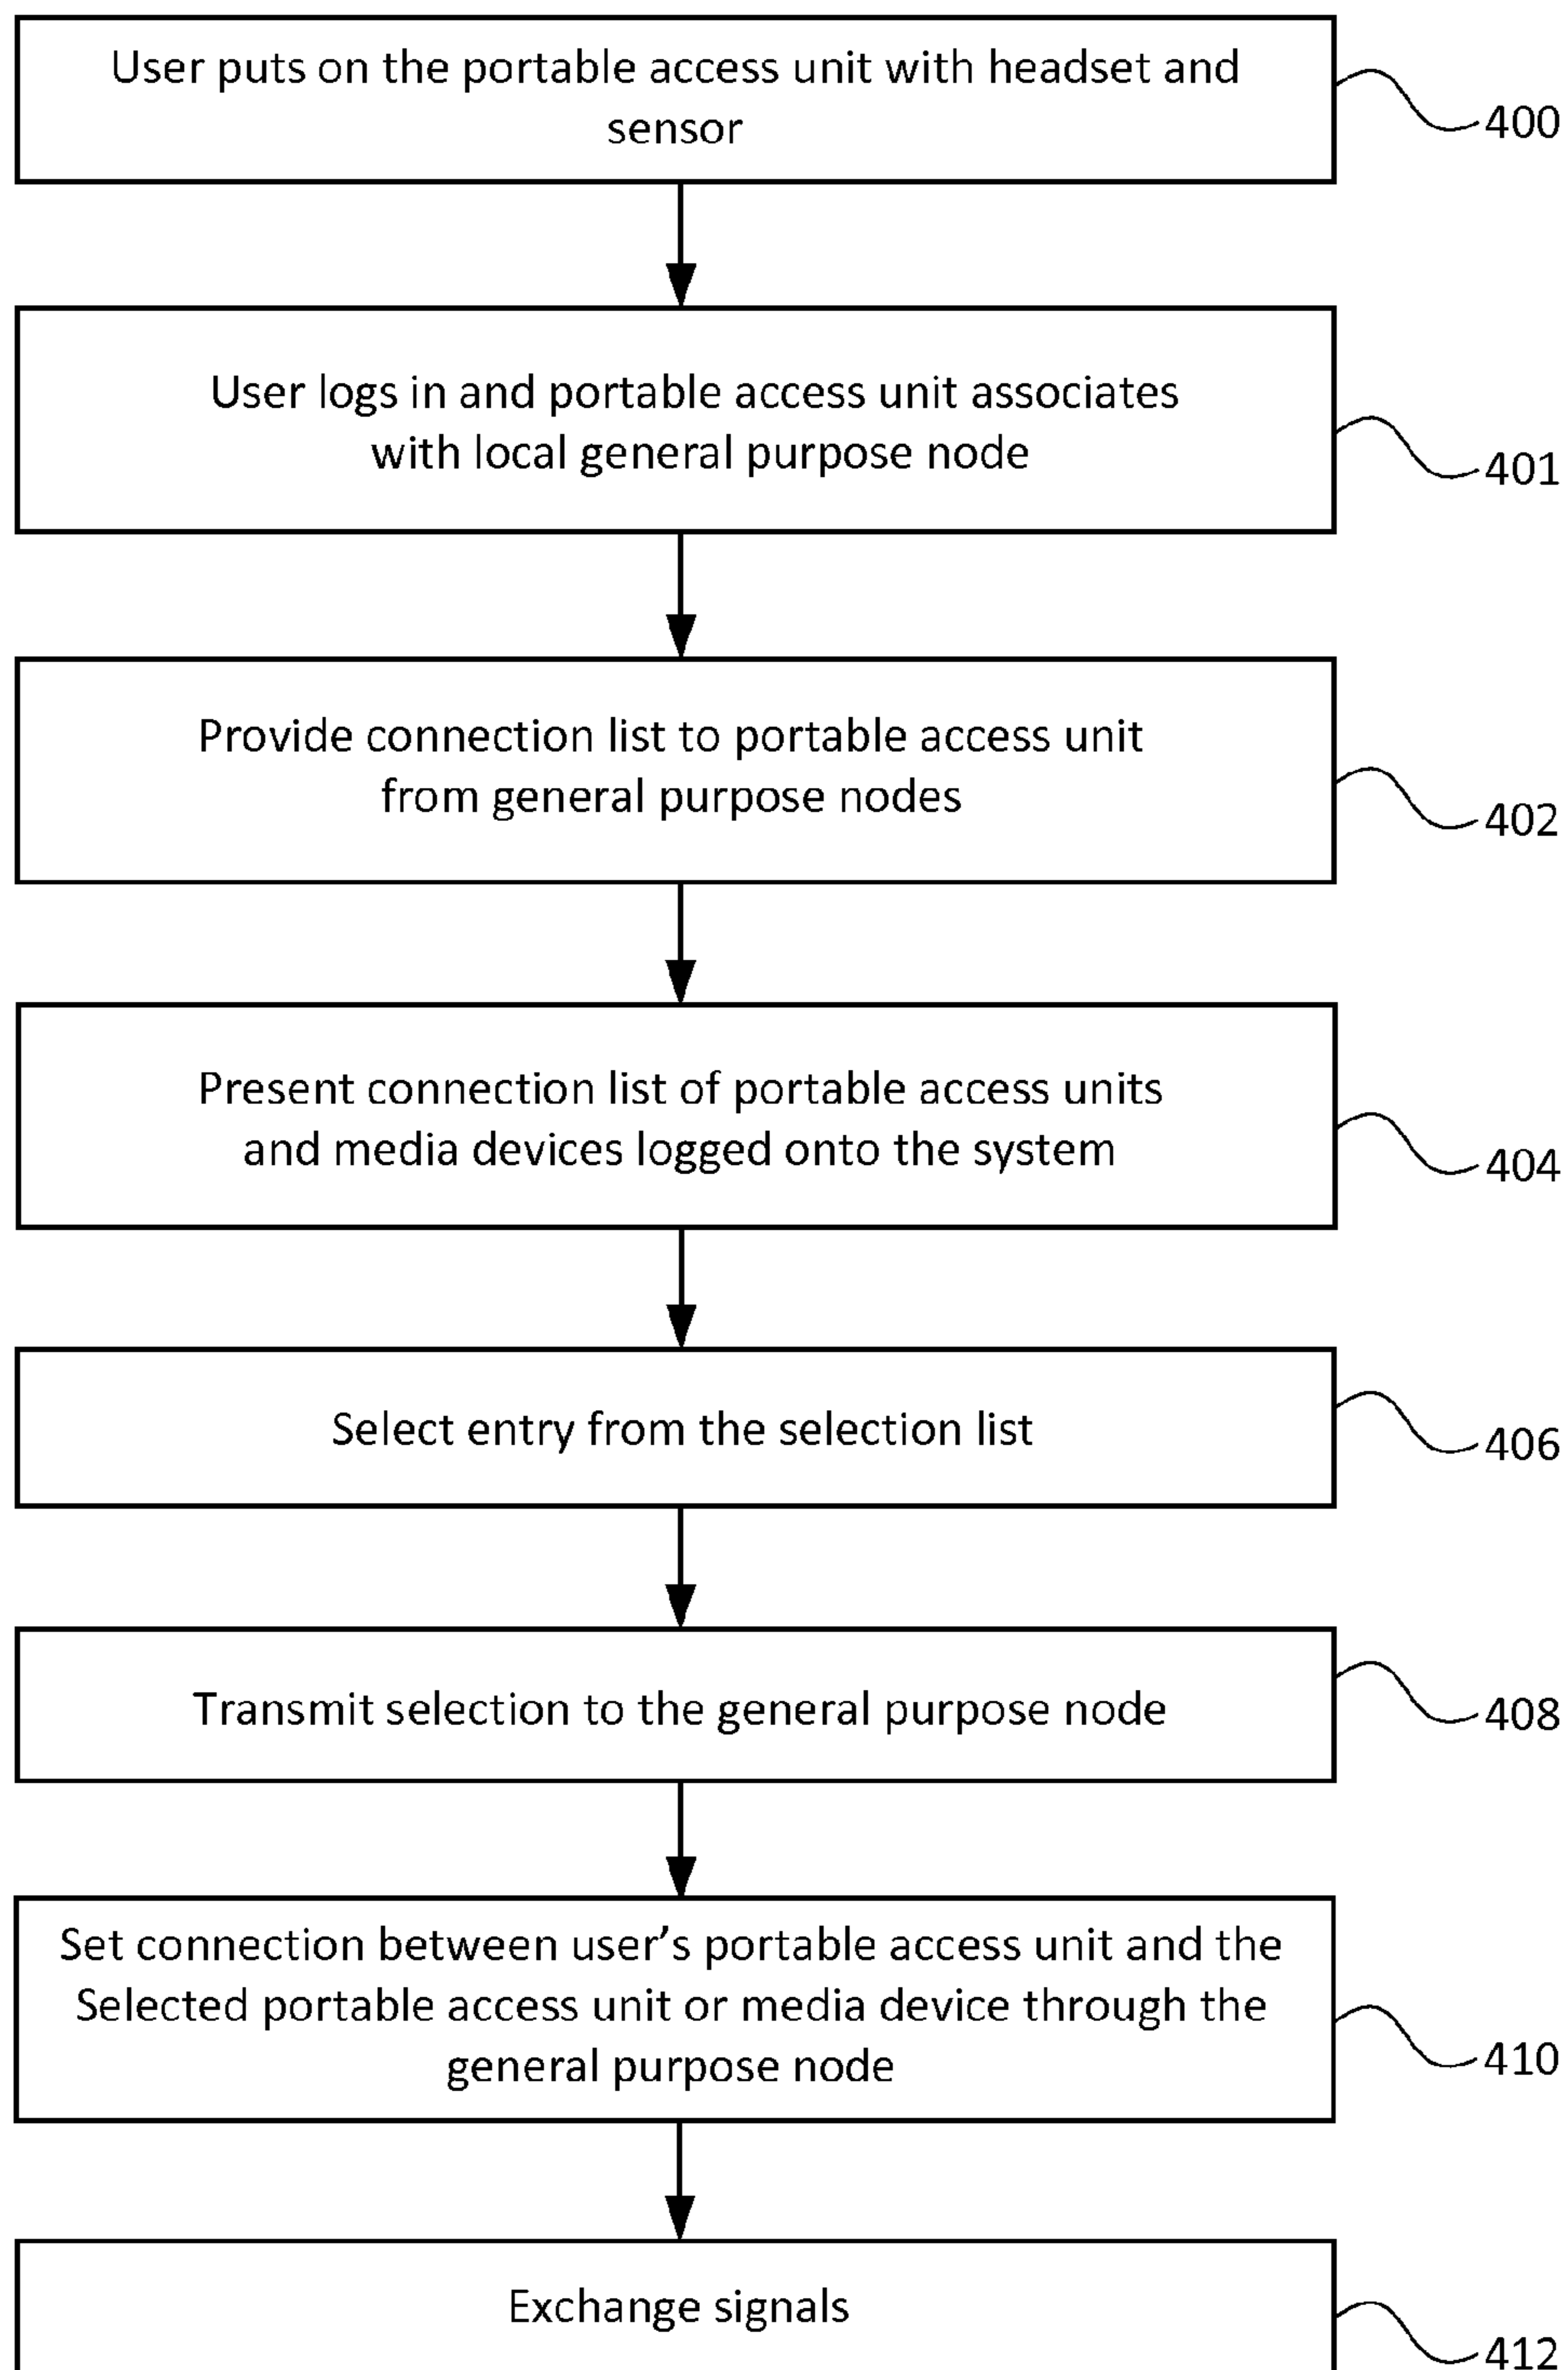 User puts on the portable access unit with headset and
sensor
400
User logs in and portable access unit associates
with local general purpose node
401
Provide connection list to portable access unit
from general purpose nodes
402
Present connection list of portable access units
and media devices logged onto the system
404
Select entry from the selection list
406
Transmit selection to the general purpose node
408
Set connection between user’s portable access unit and the
Selected portable access unit or media device through the
general purpose node
410
Exchange signals
412